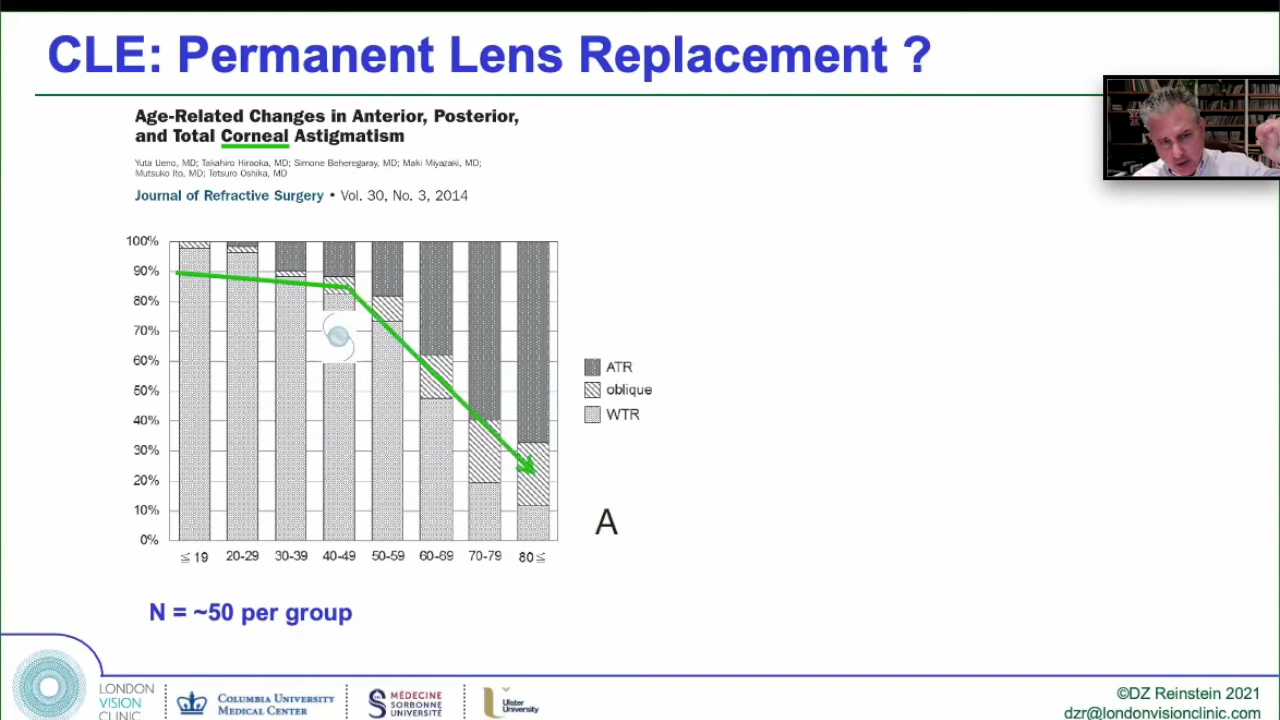 CLE: Permanent Lens Replacement ?
Age-Related Changes in Anterior, Posterior,
and Total Corneal Astigmatism
Yuta Ueno, MD; Takahiro Hiraoka, MD; Simone Beheregaray, MD; Maki Miyazaki, MD;
Mutsuko Ito, MD; Tetsuro Oshika, MD
Journal of Refractive Surgery • Vol. 30, No. 3, 2014
100%
90%
80%
70%
60%
50%
40%
30%
20%
10%
0%
≦ 19 20-29 30-39 40-49 50-59 60-69 70-79 80≦
ATR
oblique
WTR
A
N = ~50 per group
LONDON
VISION
CLINIC
COLUMBIA UNIVERSITY
MEDICAL CENTER
MÉDECINE
SORBONNE
UNIVERSITÉ
Ulster
University
©DZ Reinstein 2021
dzr@londonvisionclinic.com